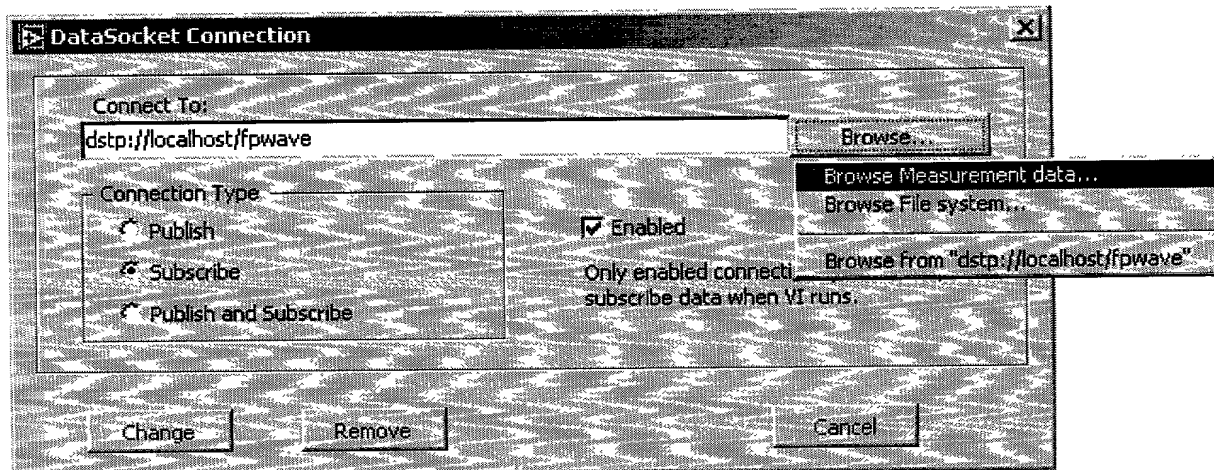 DataSocket Connection
Connect To:
dstp://localhost/fpwave
Browse...
Browse Measurement data...
Browse File system...
Browse from "dstp://localhost/fpwave"
Connection Type
Publish
Subscribe
Publish and Subscribe
Enabled
Only enabled connecti
subscribe data when VI runs.
Change
Remove
Cancel